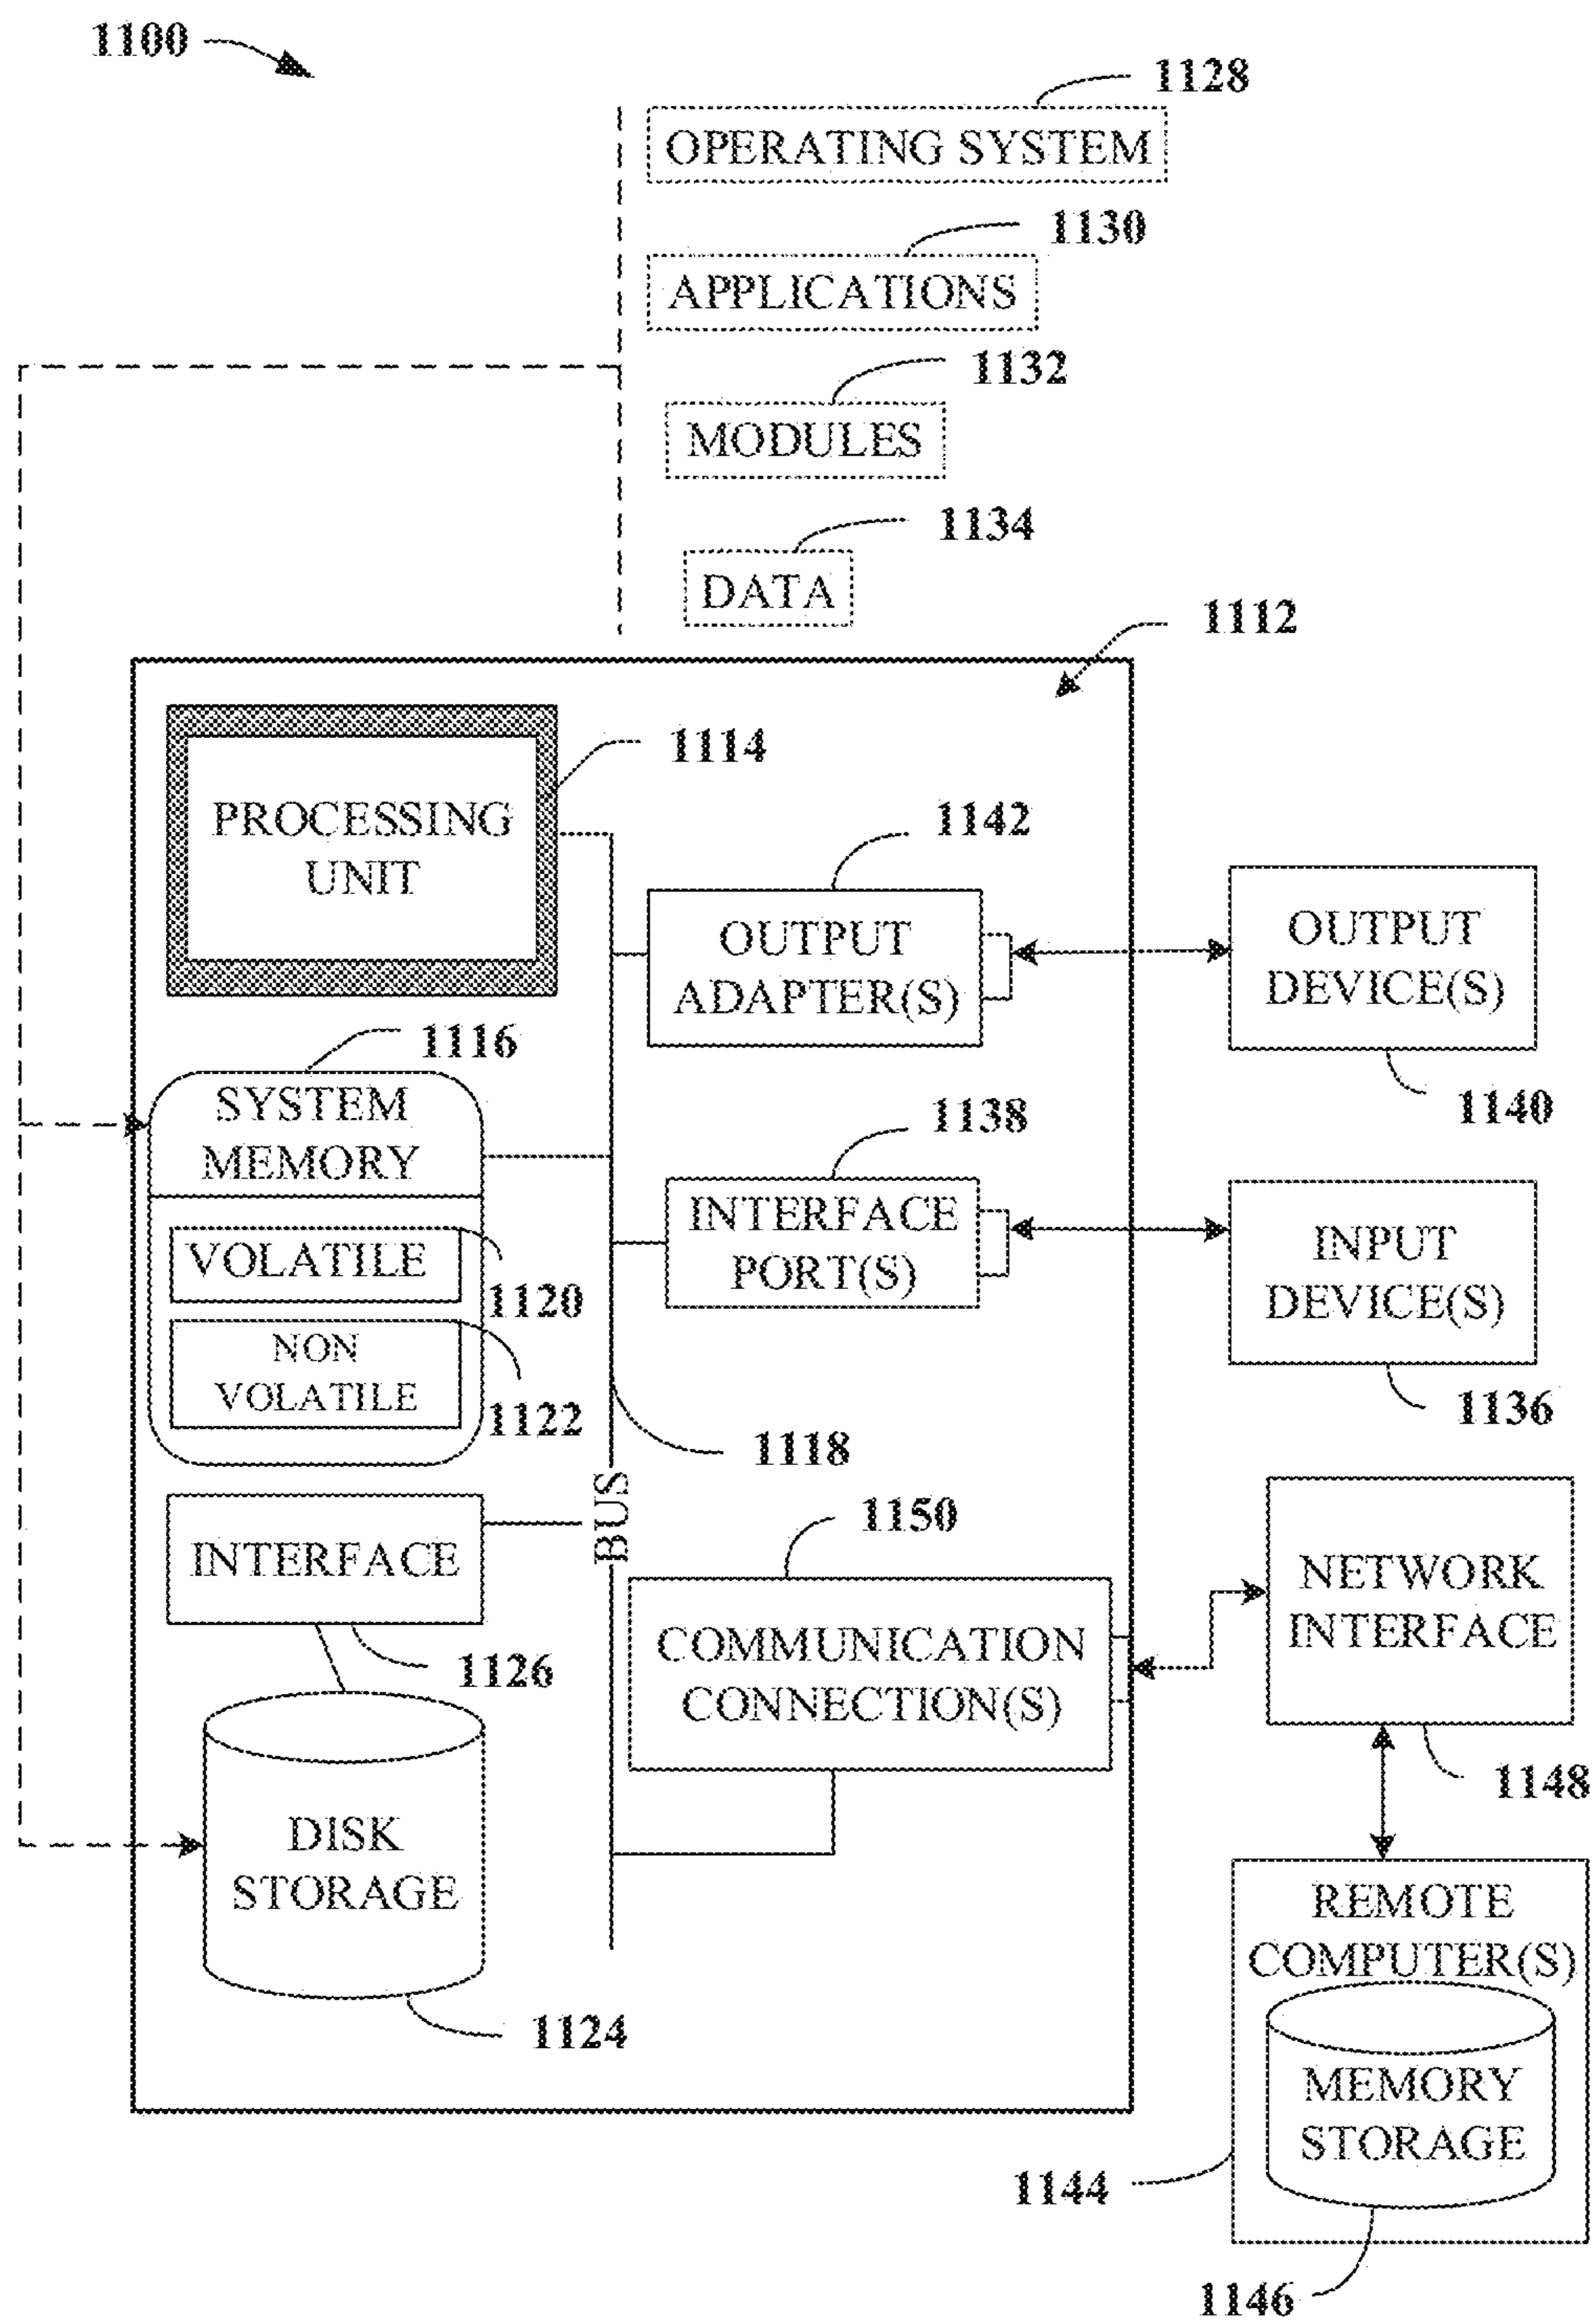 1100
1128
OPERATING SYSTEM
1130
APPLICATIONS
1132
MODULES
1134
DATA
1112
1114
PROCESSING
UNIT
1142
OUTPUT
ADAPTER(S)
OUTPUT
DEVICE(S)
1140
1116
SYSTEM
MEMORY
1138
INTERFACE
PORT(S)
INPUT
DEVICE(S)
1136
VOLATILE
1120
NON
VOLATILE
1122
1118
BUS
INTERFACE
1126
1150
COMMUNICATION
CONNECTION(S)
NETWORK
INTERFACE
1148
DISK
STORAGE
1124
REMOTE
COMPUTER(S)
MEMORY
STORAGE
1144
1146